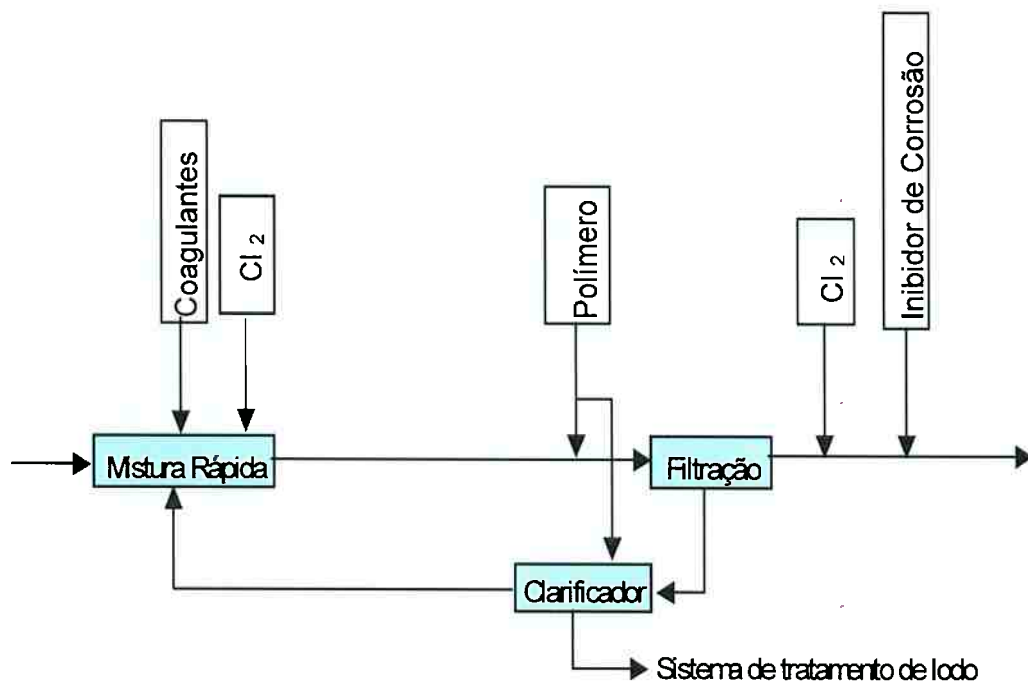 Coagulantes
Cl 2
Polímero
Cl 2
Inibidor de Corrosão
Mistura Rápida
Filtração
Clarificador
Sistema de tratamento de lodo